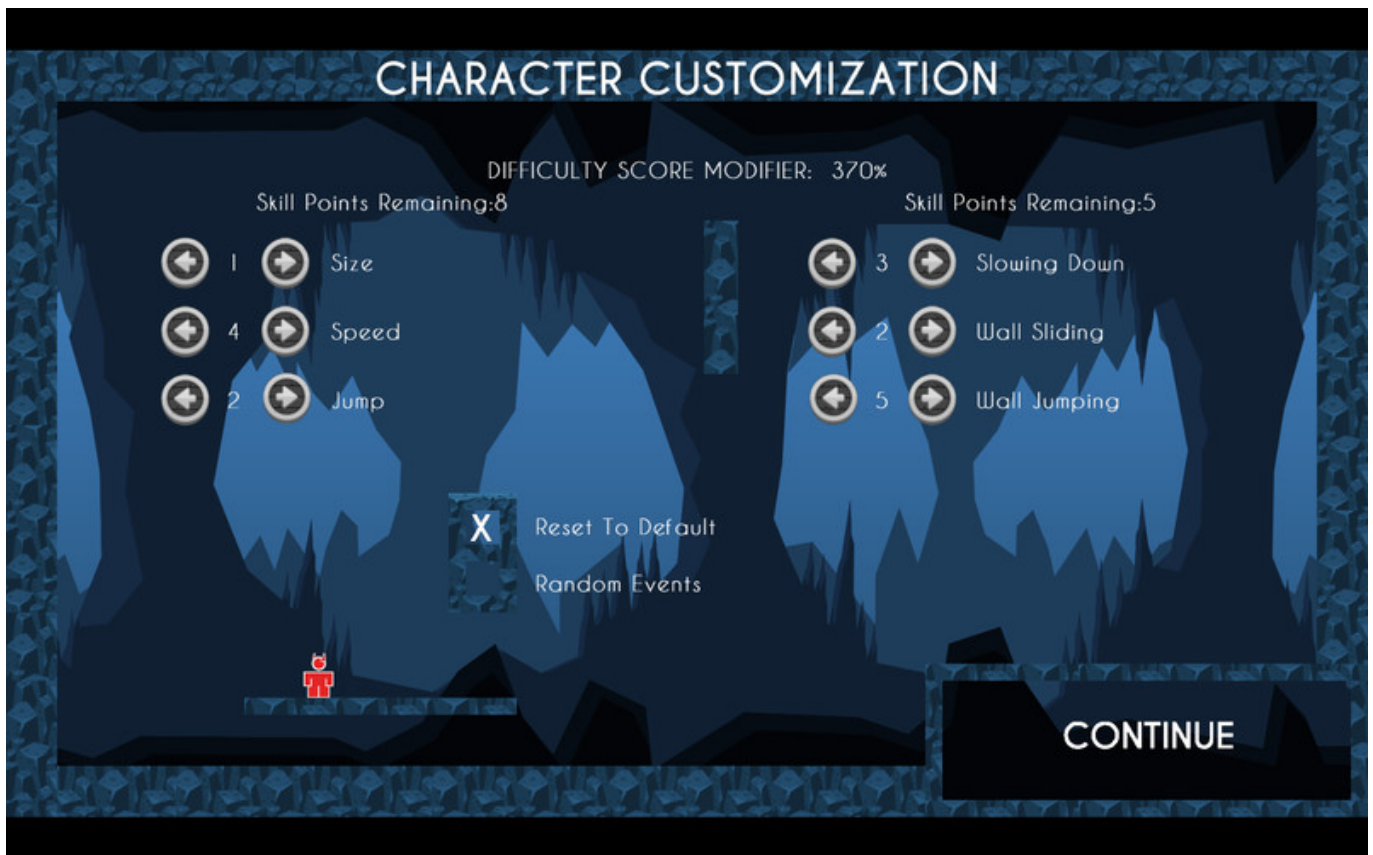 CHARACTER CUSTOMIZATION
DIFFICULTY SCORE MODIFIER: 370%
Skill Points Remaining:8
Skill Points Remaining:5
1 Size
3 Slowing Down
4 Speed
2 Wall Sliding
2 Jump
5 Wall Jumping
X Reset To Default
Random Events
CONTINUE